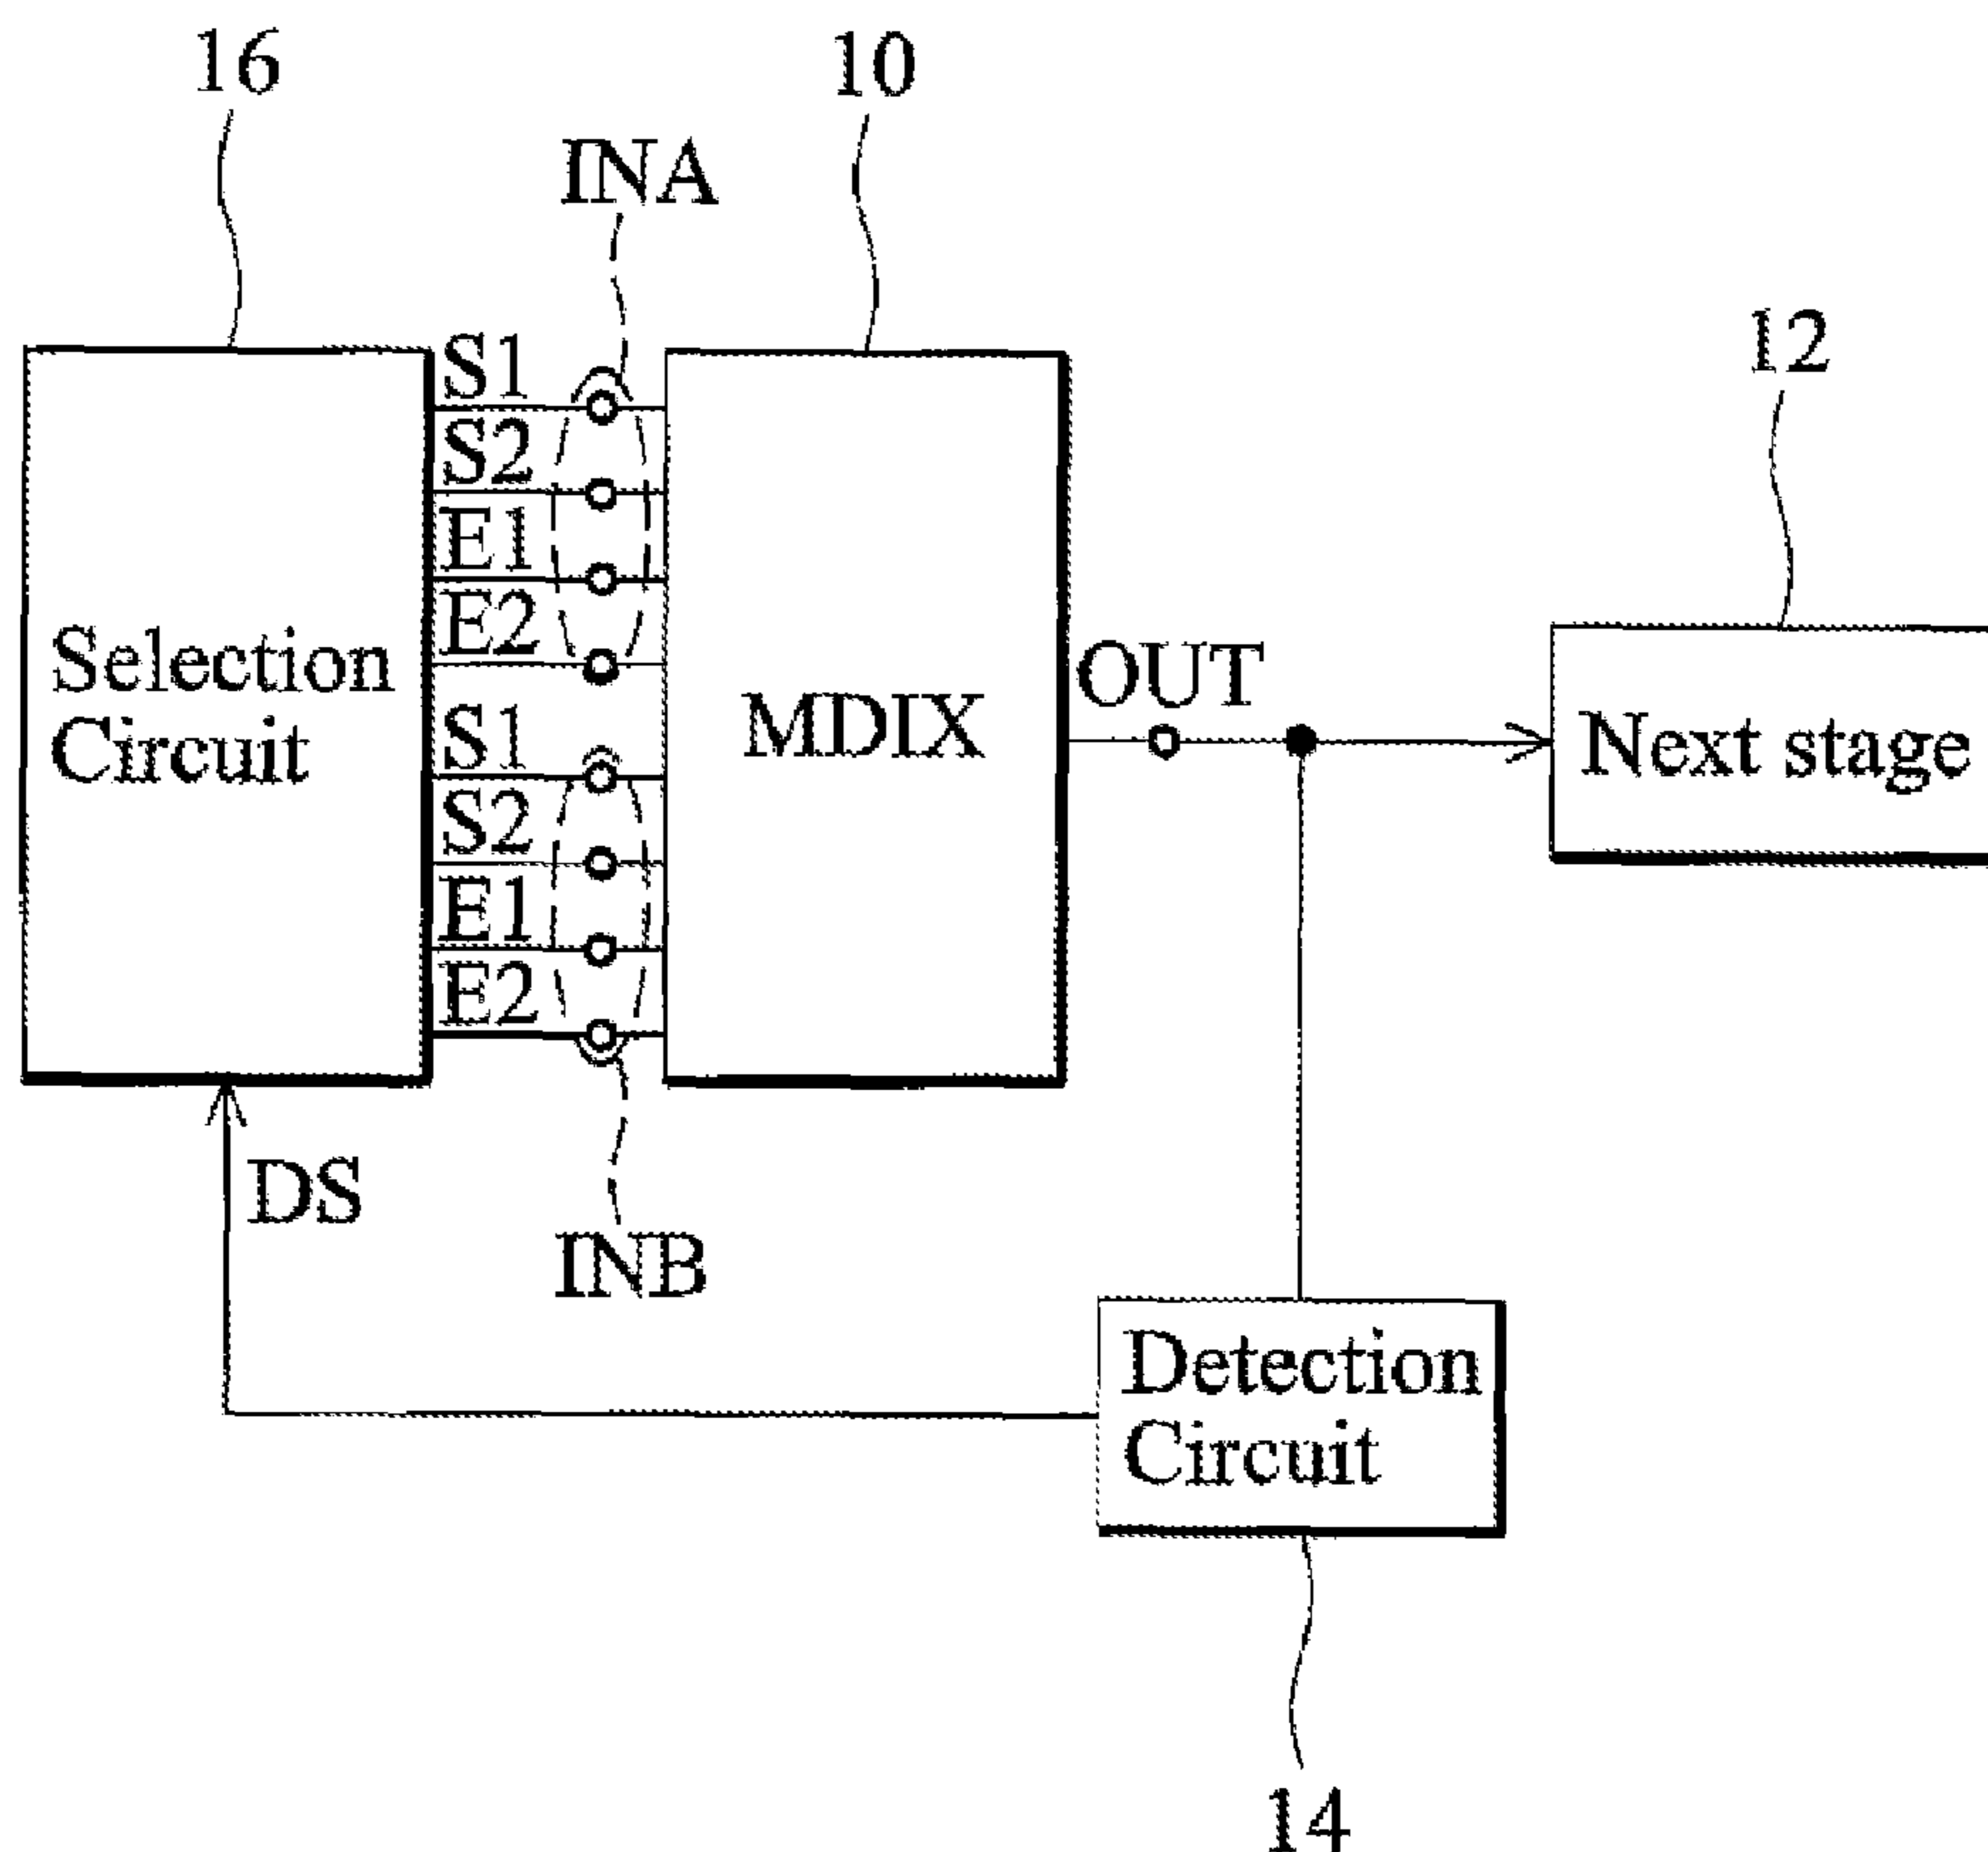 16
10
INA
12
S1
S2
E1
E2
S1
S2
E1
E2
Selection
Circuit
MDIX
OUT
Next stage
DS
INB
Detection
Circuit
14